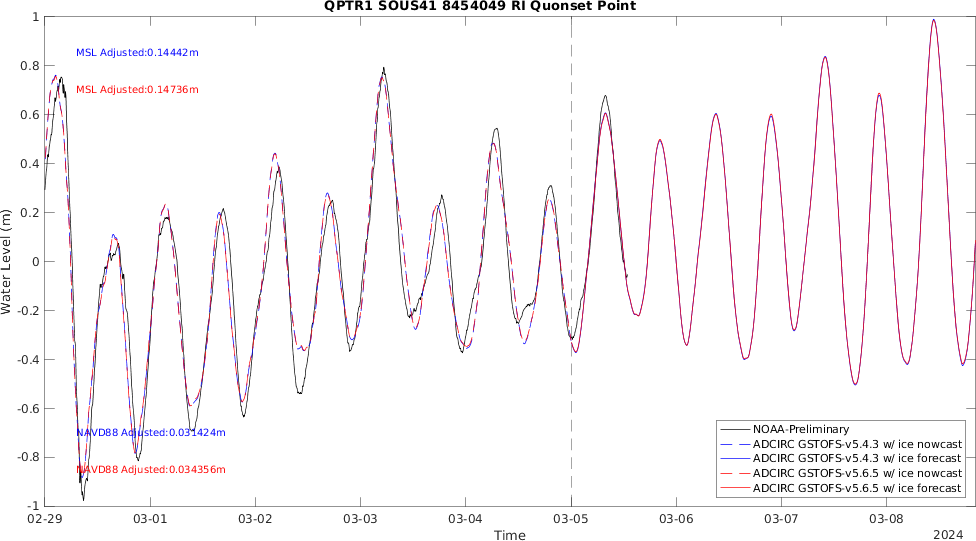 QPTR1 SOUS41 8454049 RI Quonset Point
1
0.8
0.6
0.4
0.2
0
-0.2
-0.4
-0.6
-0.8
-1
Water Level (m)
MSL Adjusted:0.14442m
MSL Adjusted:0.14736m
NAVD88 Adjusted:0.031424m
NAVD88 Adjusted:0.034356m
NOAA-Preliminary
ADCIRC GSTOFS-v5.4.3 w/ ice nowcast
ADCIRC GSTOFS-v5.4.3 w/ ice forecast
ADCIRC GSTOFS-v5.6.5 w/ ice nowcast
ADCIRC GSTOFS-v5.6.5 w/ ice forecast
02-29 03-01 03-02 03-03 03-04 03-05 03-06 03-07 03-08
Time
2024